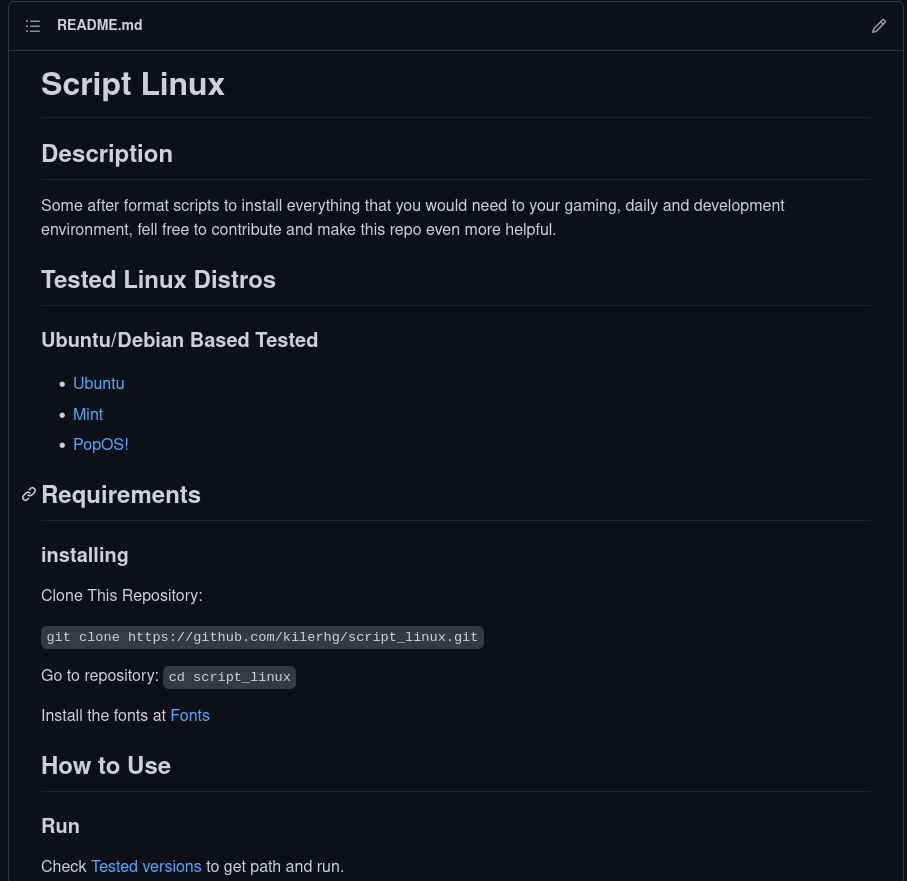 README.md
Script Linux
Description
Some after format scripts to install everything that you would need to your gaming, daily and development
environment, fell free to contribute and make this repo even more helpful.
Tested Linux Distros
Ubuntu/Debian Based Tested
Ubuntu
Mint
PopOS!
Requirements
installing
Clone This Repository:
git clone https://github.com/kilerhg/script_linux.git
Go to repository: cd script_linux
Install the fonts at Fonts
How to Use
Run
Check Tested versions to get path and run.